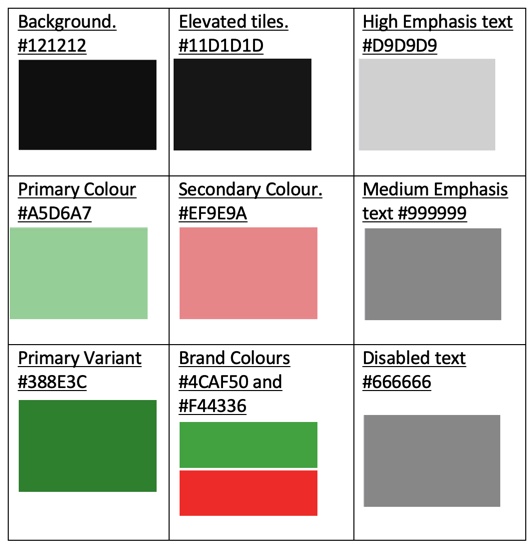 Background.
#121212
Elevated tiles.
#11D1D1D
High Emphasis text
#D9D9D9
Primary Colour
#A5D6A7
Secondary Colour.
#EF9E9A
Medium Emphasis
text #999999
Primary Variant
#388E3C
Brand Colours
#4CAF50 and
#F44336
Disabled text
#666666